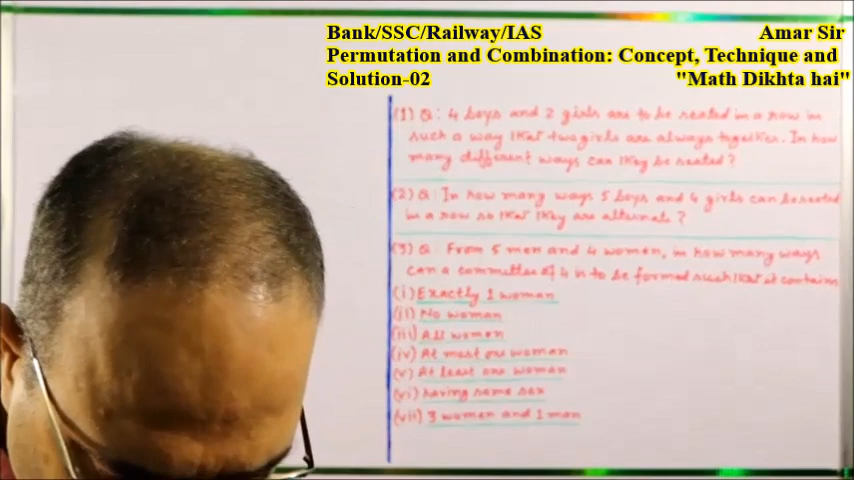 Bank/SSC/Railway/IAS Amar Sir
Permutation and Combination: Concept, Technique and
Solution-02 "Math Dikhta hai"
(1) Q: 4 boys and 2 girls are to be seated in a row in
such a way that two girls are always together. In how
many different ways can they be seated?
(2) Q: In how many ways 5 boys and 4 girls can be seated
in a row so that they are alternate?
(3) Q: From 5 men and 4 women, in how many ways
can a committee of 4 is to be formed such that it contains
(i) Exactly 1 woman
(ii) No woman
(iii) All women
(iv) At most one woman
(v) At least one woman
(vi) having same sex
(vii) 3 women and 1 man